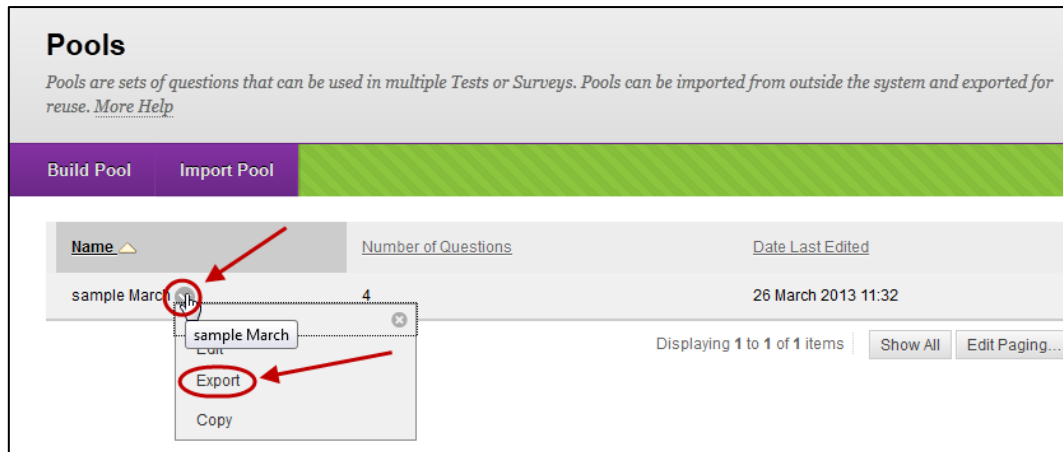 Pools
Pools are sets of questions that can be used in multiple Tests or Surveys. Pools can be imported from outside the system and exported for
reuse. More Help
Build Pool Import Pool
Name Number of Questions Date Last Edited
sample March 4 26 March 2013 11:32
sample March
Edit
Export
Copy
Displaying 1 to 1 of 1 items Show All Edit Paging...